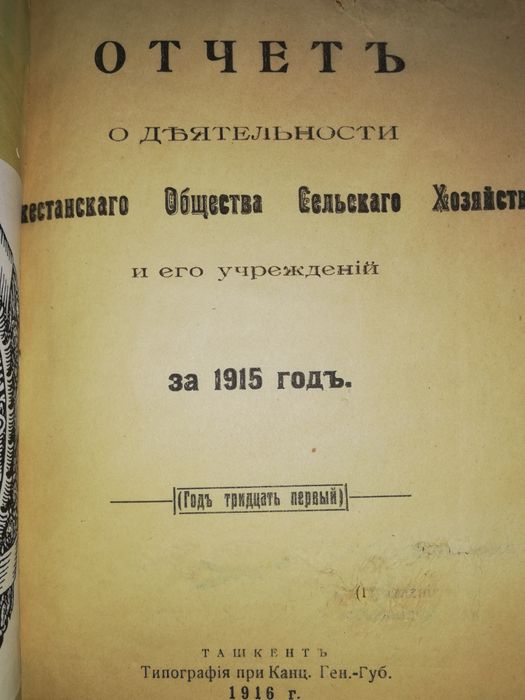 ОТЧЕТЪ
О ДѢЯТЕЛЬНОСТИ
кестанскаго Общества Сельскаго Хозяйств
и его учрежденій
за 1915 годъ.
(Годъ тридцать первый)
(1
ТАШКЕНТЪ
Типографія при Канц. Ген.-Губ.
1916 г.